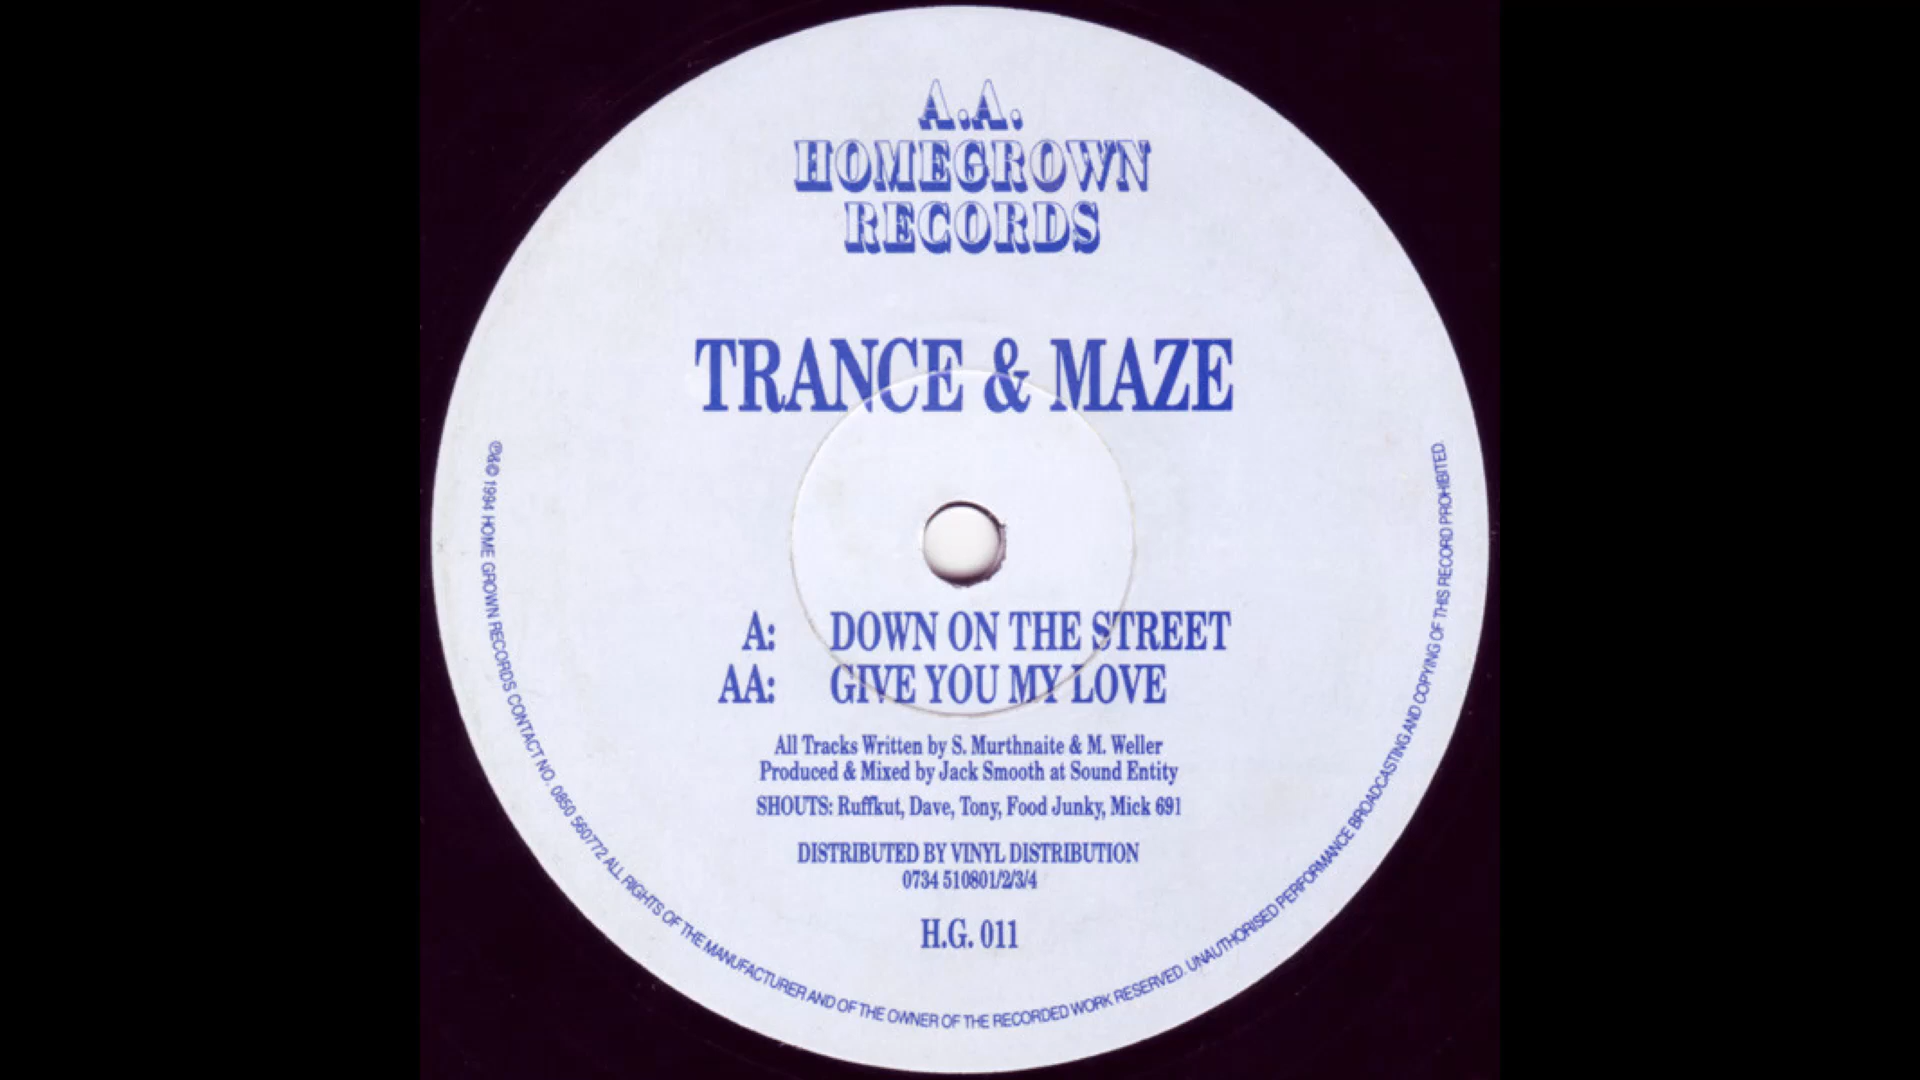 A.A.
HOMEGROWN
RECORDS
TRANCE & MAZE
A: DOWN ON THE STREET
AA: GIVE YOU MY LOVE
All Tracks Written by S. Murthnaite & M. Weller
Produced & Mixed by Jack Smooth at Sound Entity
SHOUTS: Ruffkut, Dave, Tony, Food Junky, Mick 691
DISTRIBUTED BY VINYL DISTRIBUTION
0734 510801/2/3/4
H.G. 011
℗&© 1994 HOME GROWN RECORDS CONTACT NO. 0850 560772 ALL RIGHTS OF THE MANUFACTURER AND OF THE OWNER OF THE RECORDED WORK RESERVED. UNAUTHORISED PERFORMANCE BROADCASTING AND COPYING OF THIS RECORD PROHIBITED.